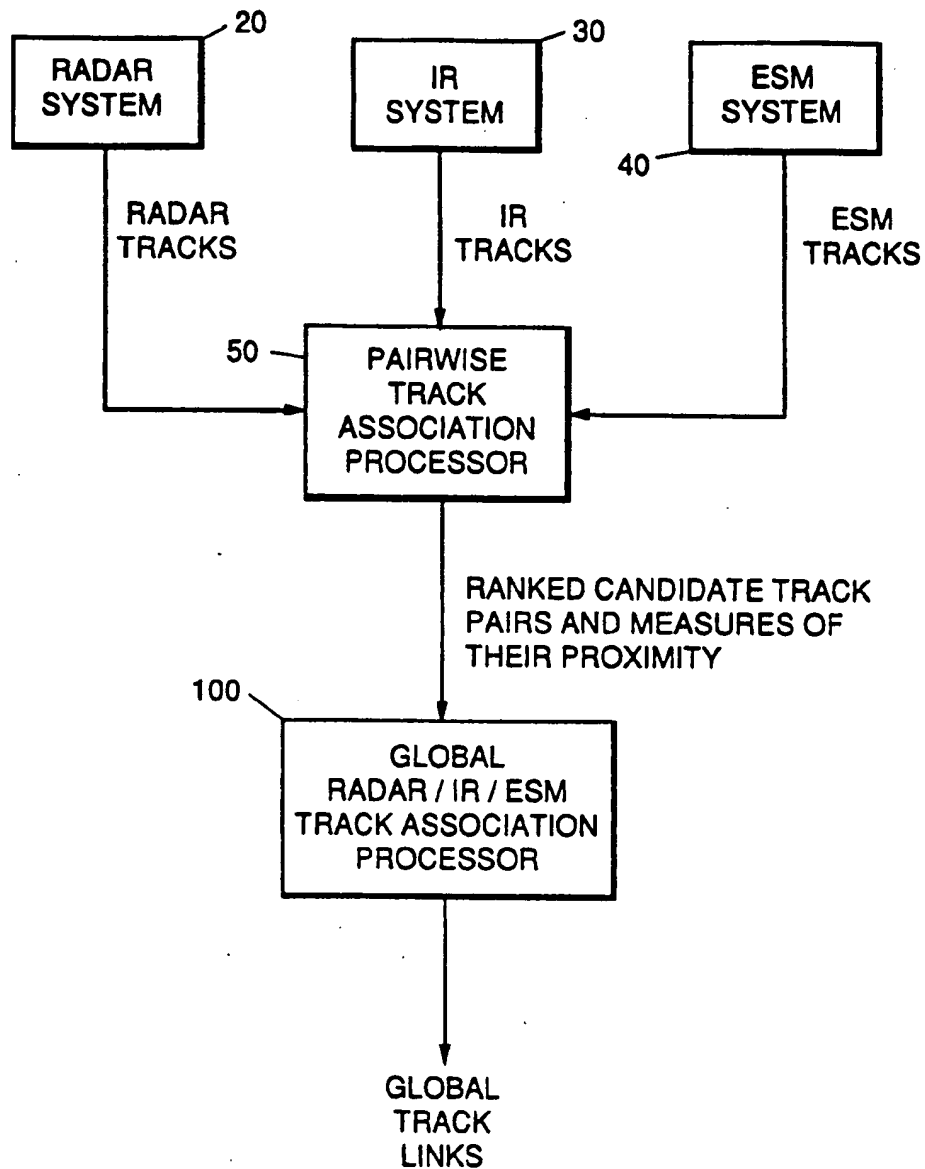 20
RADAR
SYSTEM
30
IR
SYSTEM
ESM
SYSTEM
40
RADAR
TRACKS
IR
TRACKS
ESM
TRACKS
50
PAIRWISE
TRACK
ASSOCIATION
PROCESSOR
RANKED CANDIDATE TRACK
PAIRS AND MEASURES OF
THEIR PROXIMITY
100
GLOBAL
RADAR / IR / ESM
TRACK ASSOCIATION
PROCESSOR
GLOBAL
TRACK
LINKS